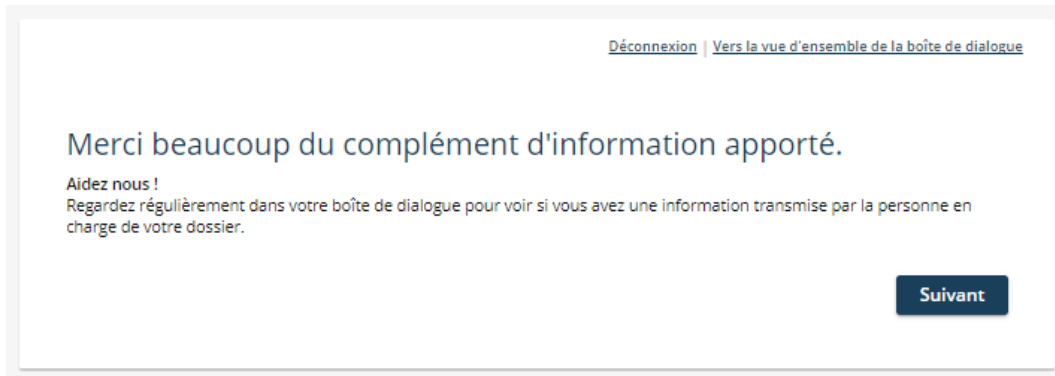 Déconnexion | Vers la vue d'ensemble de la boîte de dialogue
Merci beaucoup du complément d'information apporté.
Aidez nous !
Regardez régulièrement dans votre boîte de dialogue pour voir si vous avez une information transmise par la personne en
charge de votre dossier.
Suivant